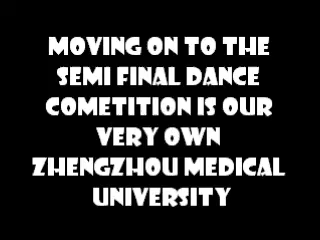 MOVING ON TO THE
SEMI FINAL DANCE
COMETITION IS OUR
VERY OWN
ZHENGZHOU MEDICAL
UNIVERSITY